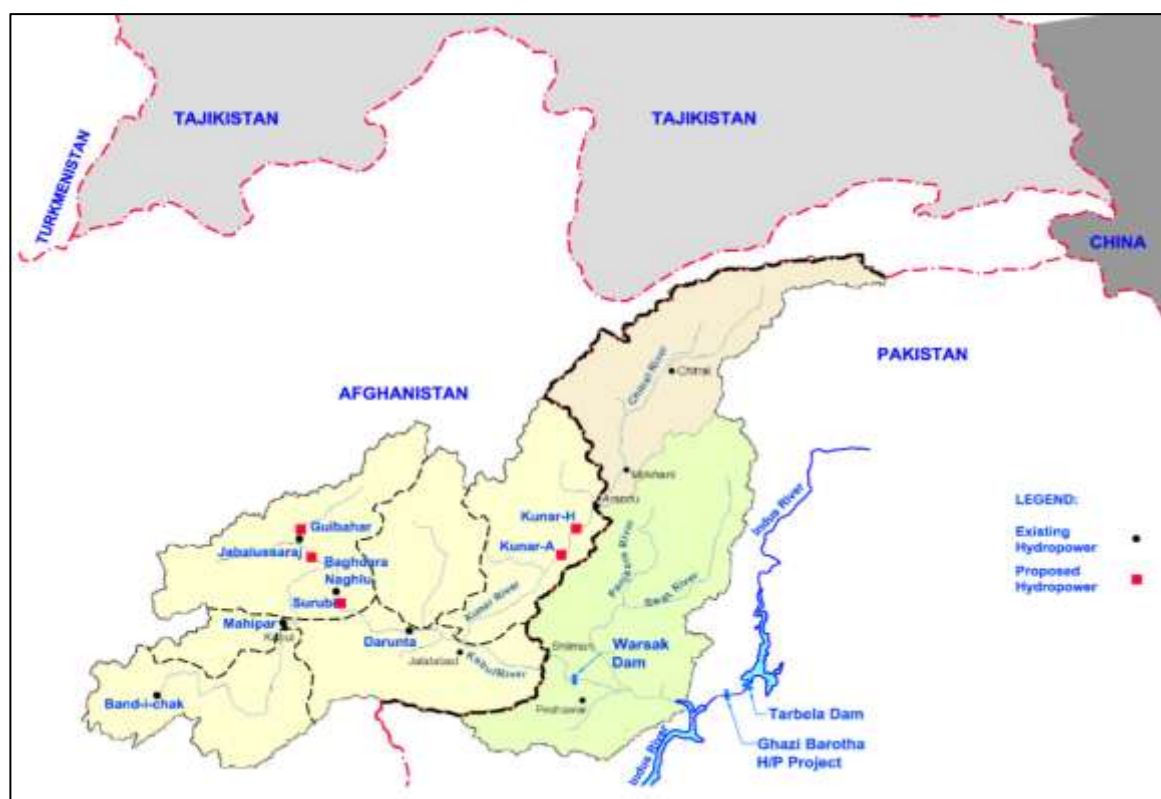 TAJIKISTAN
TAJIKISTAN
TURKMENISTAN
CHINA
PAKISTAN
Chitral River
Chitral
AFGHANISTAN
Indus River
Mirkhani
Kunar-H
Kunar-A
Gulbahar
Jabalussaraj
Baghdara
Naghlu
Surubi
Panjkora River
Swat River
Kunar River
LEGEND:
Existing
Hydropower
Proposed
Hydropower
Mahipar
Kabul
Darunta
Jalalabad
Kabul River
Warsak
Dam
Band-i-chak
Peshawar
Tarbela Dam
Ghazi Barotha
H/P Project
Indus River